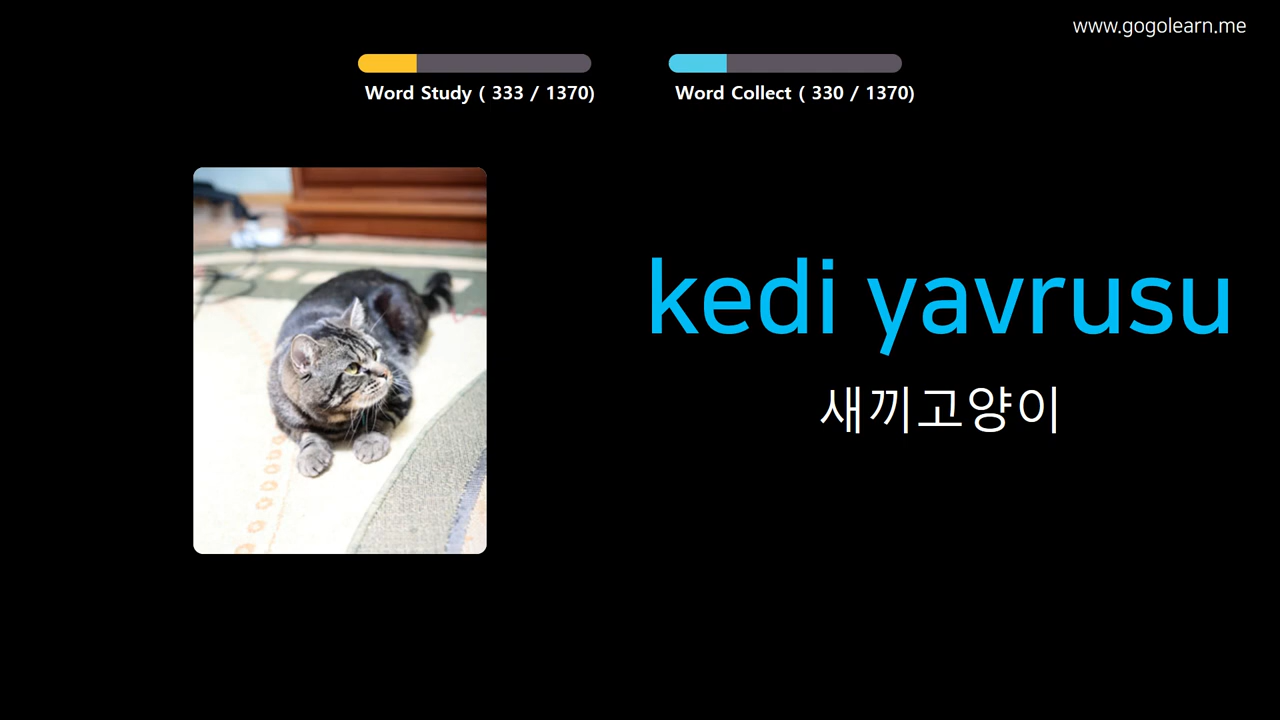 www.gogolearn.me
Word Study ( 333 / 1370)
Word Collect ( 330 / 1370)
kedi yavrusu
새끼고양이